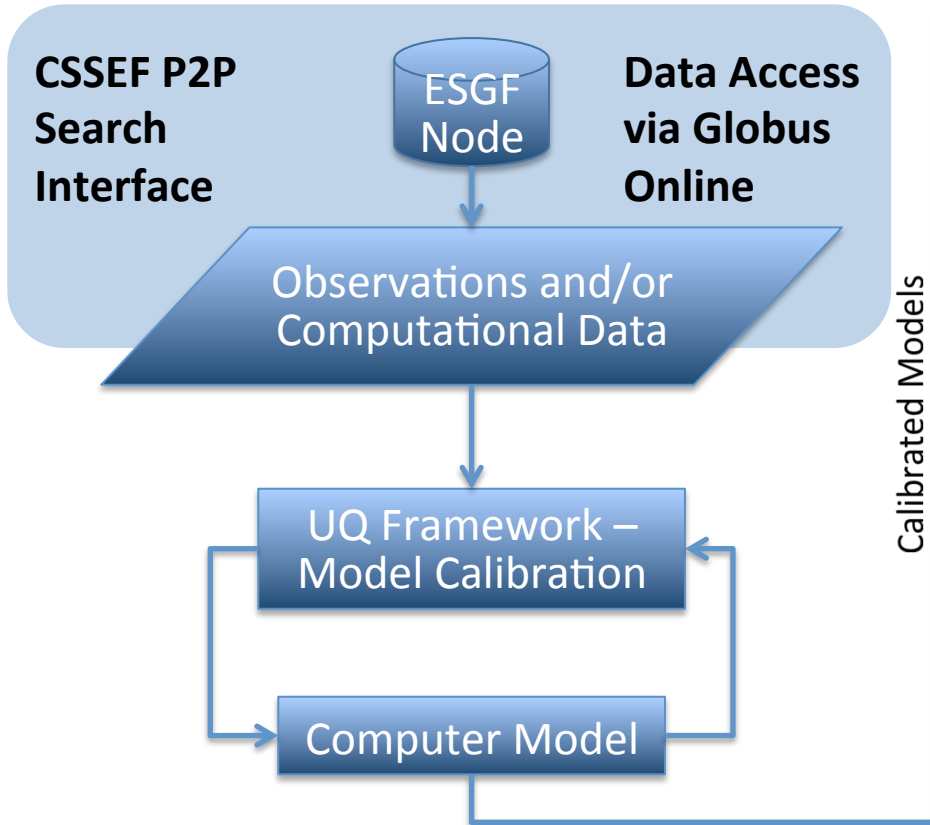 CSSEF P2P
Search
Interface
ESGF
Node
Data Access
via Globus
Online
Observations and/or
Computational Data
Calibrated Models
UQ Framework –
Model Calibration
Computer Model